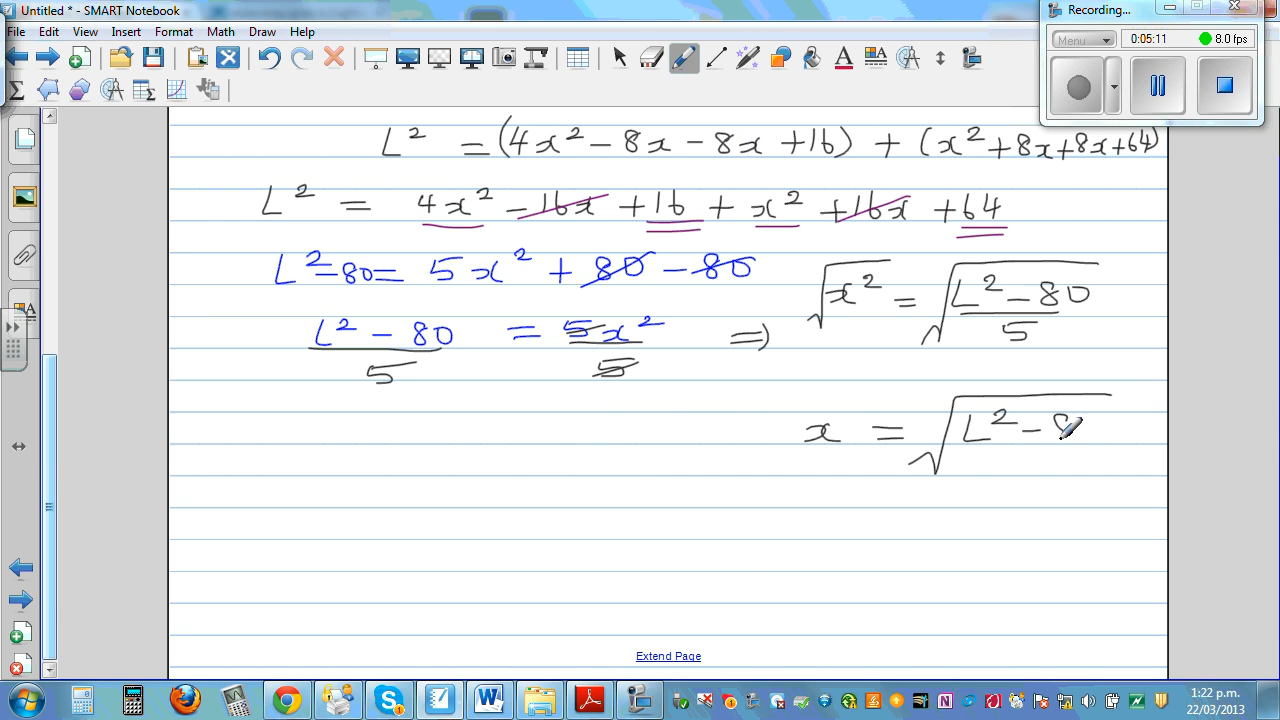 Untitled * - SMART Notebook
Recording...
File Edit View Insert Format Math Draw Help
Menu 0:05:11 8.0 fps
L² = (4x² - 8x - 8x + 16) + (x² + 8x + 8x + 64)
L² = 4x² - 16x + 16 + x² + 16x + 64
L² - 80 = 5x² + 80 - 80
√x² = √(L² - 80)/5
(L² - 80)/5 = 5x²/5 ⇒
x = √L² - 8
Extend Page
1:22 p.m.
22/03/2013